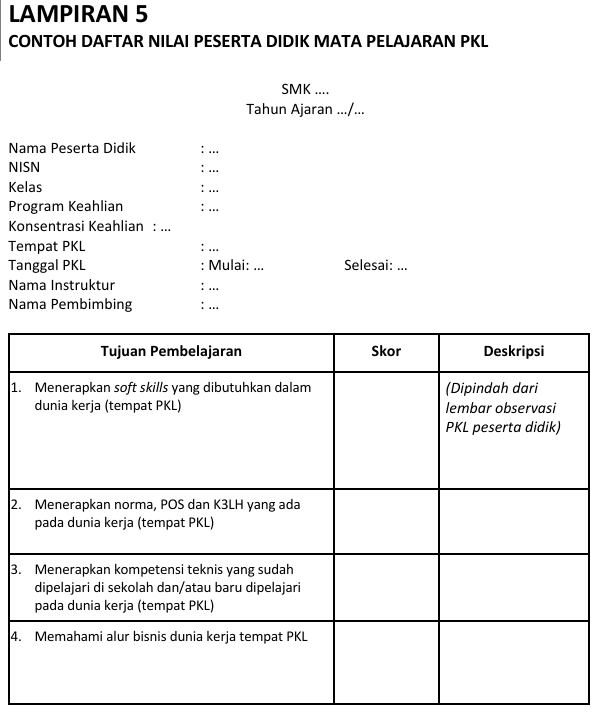 LAMPIRAN 5
CONTOH DAFTAR NILAI PESERTA DIDIK MATA PELAJARAN PKL
SMK ....
Tahun Ajaran .../...
Nama Peserta Didik : ...
NISN : ...
Kelas : ...
Program Keahlian : ...
Konsentrasi Keahlian : ...
Tempat PKL : ...
Tanggal PKL : Mulai: ... Selesai: ...
Nama Instruktur : ...
Nama Pembimbing : ...
Tujuan Pembelajaran Skor Deskripsi
1. Menerapkan soft skills yang dibutuhkan dalam
dunia kerja (tempat PKL)
(Dipindah dari
lembar observasi
PKL peserta didik)
2. Menerapkan norma, POS dan K3LH yang ada
pada dunia kerja (tempat PKL)
3. Menerapkan kompetensi teknis yang sudah
dipelajari di sekolah dan/atau baru dipelajari
pada dunia kerja (tempat PKL)
4. Memahami alur bisnis dunia kerja tempat PKL